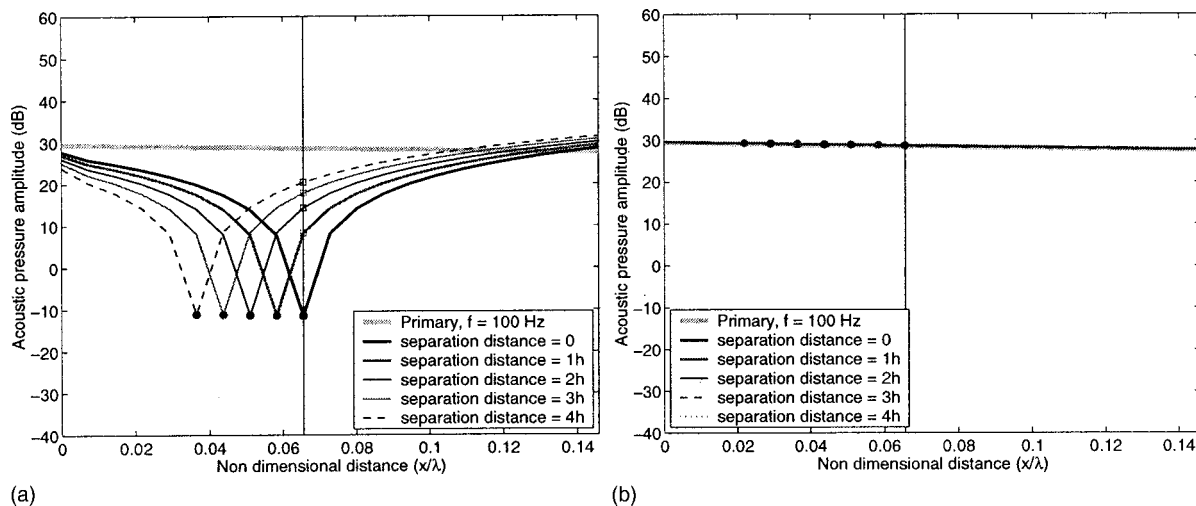 60
50
40
30
20
10
0
−10
−20
−30
−40
Acoustic pressure amplitude (dB)
Primary, f = 100 Hz
separation distance = 0
separation distance = 1h
separation distance = 2h
separation distance = 3h
separation distance = 4h
0 0.02 0.04 0.06 0.08 0.1 0.12 0.14
Non dimensional distance (x/λ)
(a)
60
50
40
30
20
10
0
−10
−20
−30
−40
Acoustic pressure amplitude (dB)
Primary, f = 100 Hz
separation distance = 0
separation distance = 1h
separation distance = 2h
separation distance = 3h
separation distance = 4h
0 0.02 0.04 0.06 0.08 0.1 0.12 0.14
Non dimensional distance (x/λ)
(b)